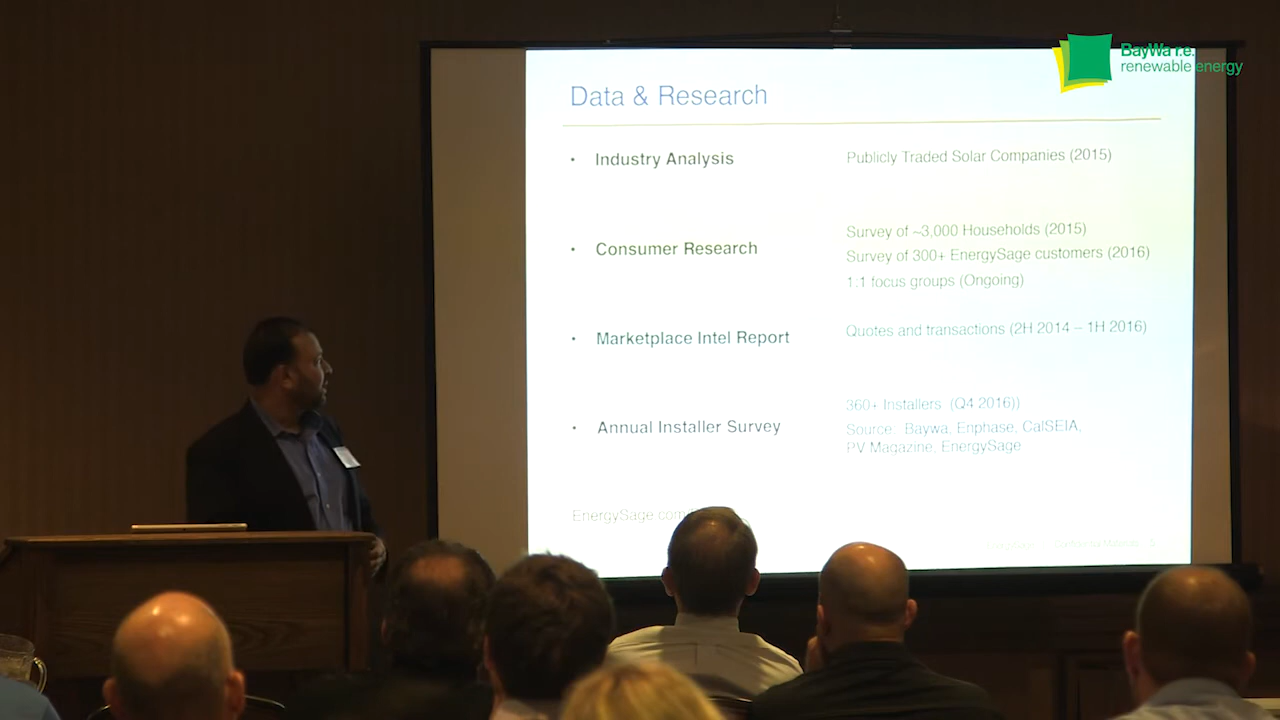 BayWa r.e.
renewable energy
Data & Research
• Industry Analysis
Publicly Traded Solar Companies (2015)
• Consumer Research
Survey of ~3,000 Households (2015)
Survey of 300+ EnergySage customers (2016)
1:1 focus groups (Ongoing)
• Marketplace Intel Report
Quotes and transactions (2H 2014 – 1H 2016)
• Annual Installer Survey
360+ Installers (Q4 2016))
Source: Baywa, Enphase, CalSEIA,
PV Magazine, EnergySage
EnergySage.com
Confidential Materials